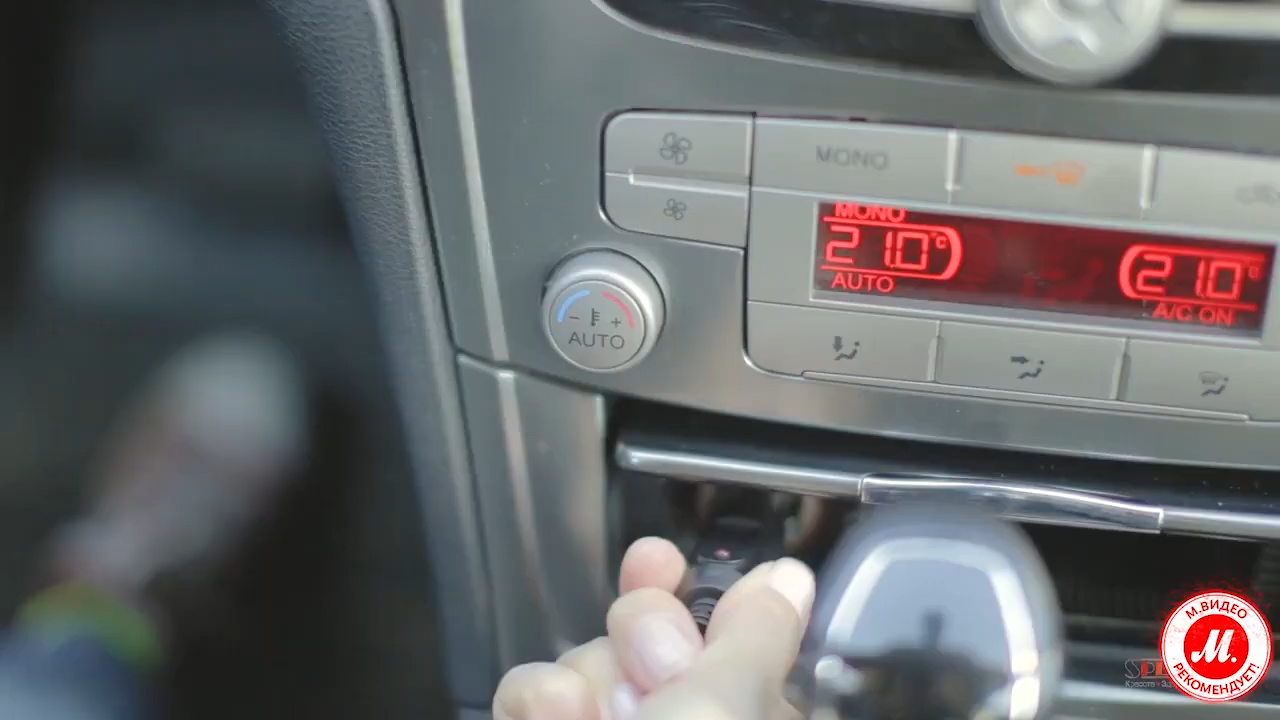 MONO
MONO
21.0°C
AUTO
21.0°
A/C ON
- +
AUTO
М.ВИДЕО
М.
РЕКОМЕНДУЕТ!